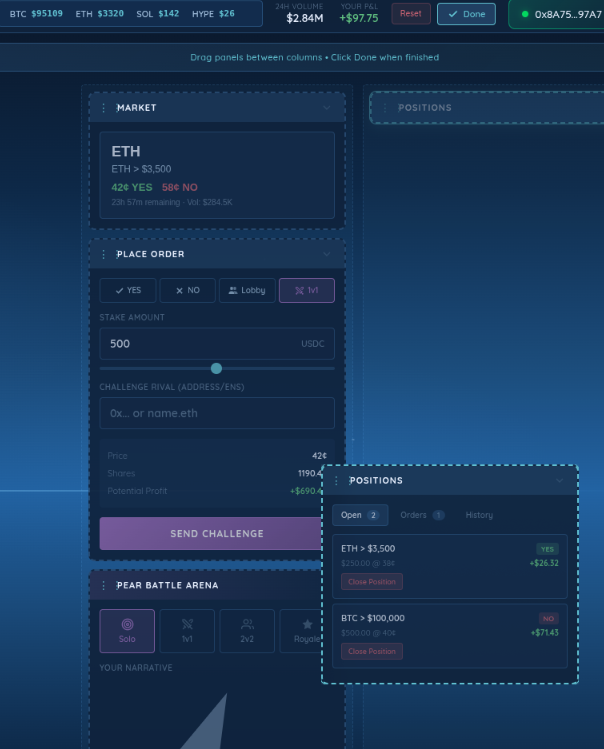 BTC $95109 ETH $3320 SOL $142 HYPE $26
24H VOLUME
$2.84M
YOUR P&L
+$97.75
Reset
Done
0x8A75...97A7
Drag panels between columns • Click Done when finished
MARKET
ETH
ETH > $3,500
42¢ YES 58¢ NO
23h 57m remaining · Vol: $284.5K
PLACE ORDER
YES NO Lobby 1v1
STAKE AMOUNT
500 USDC
CHALLENGE RIVAL (ADDRESS/ENS)
0x... or name.eth
Price 42¢
Shares 1190.4
Potential Profit +$690.4
SEND CHALLENGE
PEAR BATTLE ARENA
Solo 1v1 2v2 Royale
YOUR NARRATIVE
POSITIONS
POSITIONS
Open 2 Orders 1 History
ETH > $3,500 YES
$250.00 @ 38¢ +$26.32
Close Position
BTC > $100,000 NO
$500.00 @ 40¢ +$71.43
Close Position